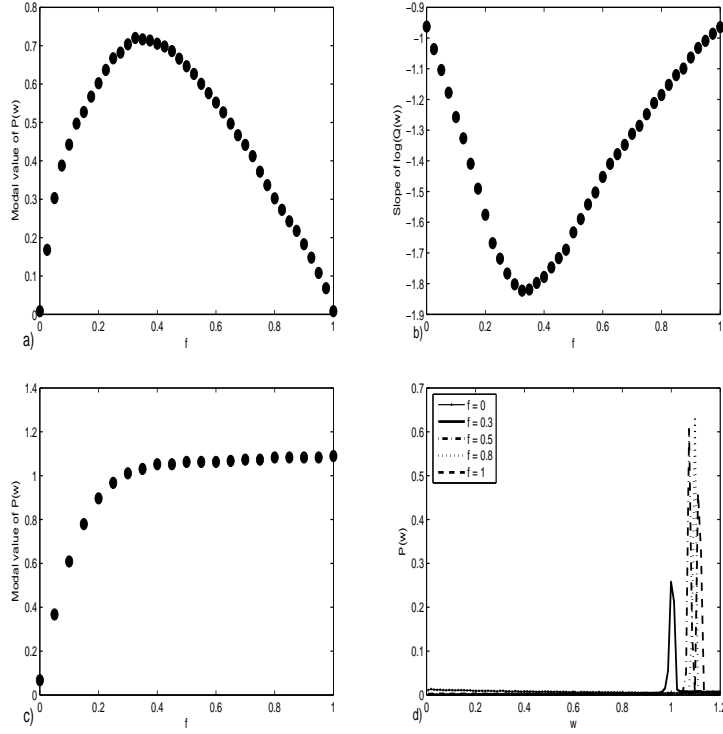 0.8
0.7
0.6
0.5
0.4
0.3
0.2
0.1
0
Modal value of P(w)
0 0.2 0.4 0.6 0.8 1
f
a)
−0.9
−1
−1.1
−1.2
−1.3
−1.4
−1.5
−1.6
−1.7
−1.8
−1.9
Slope of log(Q(w))
0 0.2 0.4 0.6 0.8 1
f
b)
1.4
1.2
1
0.8
0.6
0.4
0.2
0
Modal value of P(w)
0 0.2 0.4 0.6 0.8 1
f
c)
0.7
0.6
0.5
0.4
0.3
0.2
0.1
0
P(w)
f = 0
f = 0.3
f = 0.5
f = 0.8
f = 1
0 0.2 0.4 0.6 0.8 1 1.2
w
d)